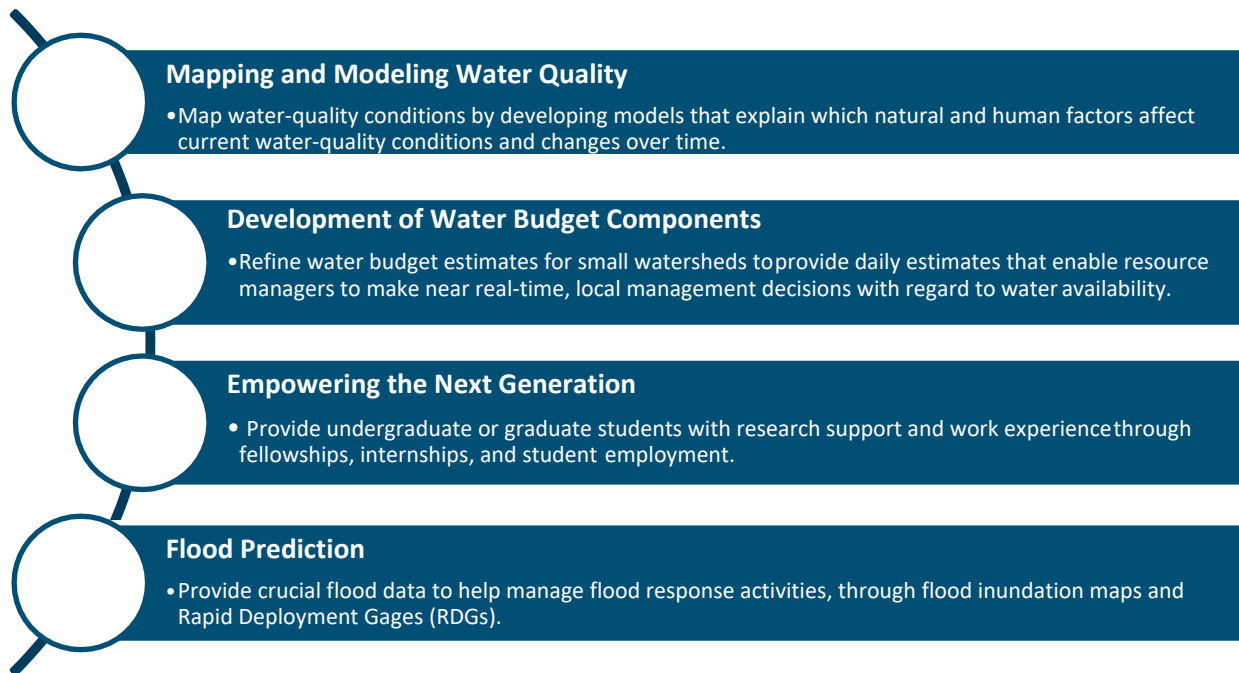 Mapping and Modeling Water Quality
•Map water-quality conditions by developing models that explain which natural and human factors affect
current water-quality conditions and changes over time.
Development of Water Budget Components
•Refine water budget estimates for small watersheds toprovide daily estimates that enable resource
managers to make near real-time, local management decisions with regard to water availability.
Empowering the Next Generation
• Provide undergraduate or graduate students with research support and work experiencethrough
fellowships, internships, and student employment.
Flood Prediction
•Provide crucial flood data to help manage flood response activities, through flood inundation maps and
Rapid Deployment Gages (RDGs).